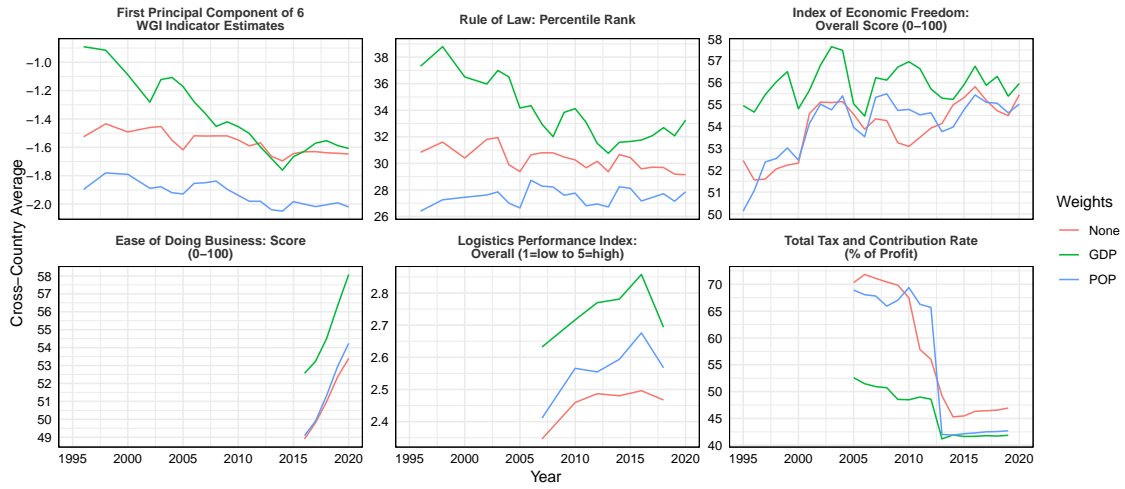 First Principal Component of 6
WGI Indicator Estimates
Rule of Law: Percentile Rank
Index of Economic Freedom:
Overall Score (0−100)
−1.0
−1.2
−1.4
−1.6
−1.8
−2.0
38
36
34
32
30
28
26
58
57
56
55
54
53
52
51
50
Ease of Doing Business: Score
(0−100)
Logistics Performance Index:
Overall (1=low to 5=high)
Total Tax and Contribution Rate
(% of Profit)
58
57
56
55
54
53
52
51
50
49
2.8
2.7
2.6
2.5
2.4
70
65
60
55
50
45
40
1995 2000 2005 2010 2015 2020
1995 2000 2005 2010 2015 2020
1995 2000 2005 2010 2015 2020
Year
Cross−Country Average
Weights
None
GDP
POP